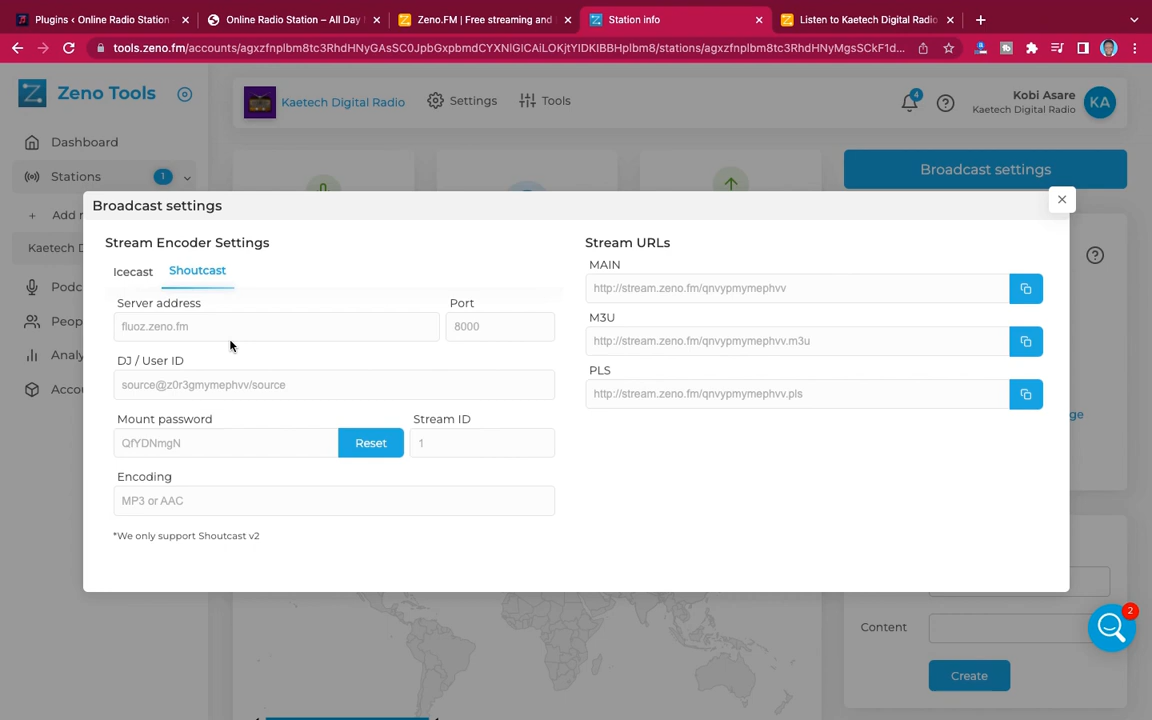 Plugins ‹ Online Radio Station
Online Radio Station – All Day
Zeno.FM | Free streaming and
Station info
Listen to Kaetech Digital Radio
tools.zeno.fm/accounts/agxzfnplbm8tc3RhdHNyGAsSC0JpbGxpbmdCYXNlGICAiLOKjtYIDKIBBHplbm8/stations/agxzfnplbm8tc3RhdHNyMgsSCkF1d...
Zeno Tools
Kaetech Digital Radio
Settings
Tools
4
Kobi Asare
Kaetech Digital Radio
KA
Dashboard
Stations
1
Broadcast settings
Add
Kaetech
Broadcast settings
Stream Encoder Settings
Icecast
Shoutcast
Server address
Port
fluoz.zeno.fm
8000
DJ / User ID
source@z0r3gmymephvv/source
Mount password
Stream ID
QfYDNmgN
Reset
1
Encoding
MP3 or AAC
*We only support Shoutcast v2
Stream URLs
MAIN
http://stream.zeno.fm/qnvypmymephvv
M3U
http://stream.zeno.fm/qnvypmymephvv.m3u
PLS
http://stream.zeno.fm/qnvypmymephvv.pls
2
Content
Create